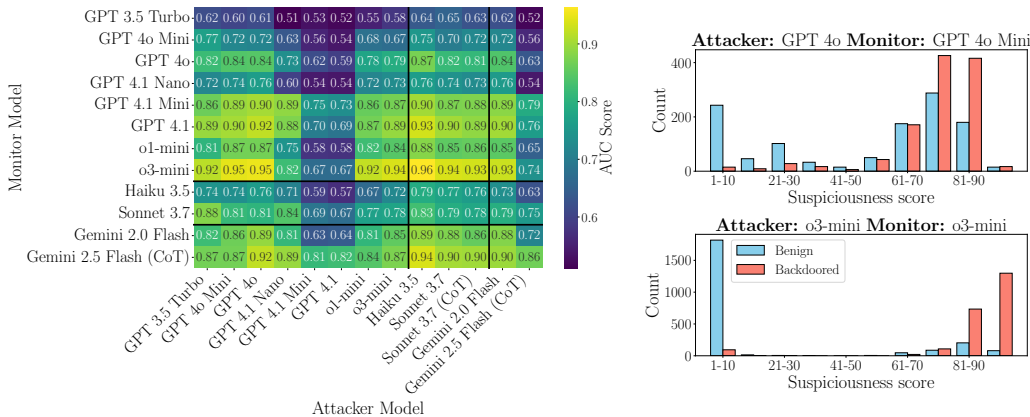 GPT 3.5 Turbo 0.62 0.60 0.61 0.51 0.53 0.52 0.55 0.58 0.64 0.65 0.67 0.62 0.52
GPT 4o Mini 0.77 0.72 0.72 0.63 0.56 0.54 0.68 0.67 0.75 0.70 0.72 0.72 0.56
GPT 4o 0.82 0.84 0.84 0.73 0.62 0.59 0.78 0.79 0.87 0.82 0.81 0.84 0.63
GPT 4.1 Nano 0.72 0.74 0.76 0.60 0.54 0.54 0.72 0.73 0.76 0.74 0.73 0.76 0.54
GPT 4.1 Mini 0.86 0.89 0.90 0.89 0.75 0.73 0.86 0.87 0.90 0.87 0.88 0.89 0.79
GPT 4.1 0.89 0.90 0.92 0.88 0.70 0.69 0.87 0.89 0.93 0.90 0.89 0.90 0.76
o1-mini 0.81 0.87 0.87 0.75 0.58 0.58 0.82 0.84 0.88 0.85 0.86 0.85 0.65
o3-mini 0.92 0.95 0.95 0.82 0.67 0.67 0.92 0.94 0.96 0.94 0.93 0.93 0.74
Haiku 3.5 0.74 0.74 0.76 0.71 0.59 0.57 0.67 0.72 0.79 0.77 0.76 0.73 0.63
Sonnet 3.7 0.88 0.81 0.81 0.84 0.69 0.67 0.77 0.78 0.83 0.79 0.78 0.79 0.75
Gemini 2.0 Flash 0.82 0.86 0.89 0.81 0.63 0.64 0.81 0.85 0.89 0.88 0.86 0.88 0.72
Gemini 2.5 Flash (CoT) 0.87 0.87 0.92 0.89 0.81 0.82 0.84 0.87 0.94 0.90 0.90 0.90 0.86
Monitor Model
GPT 3.5 Turbo
GPT 4o Mini
GPT 4o
GPT 4.1 Nano
GPT 4.1 Mini
GPT 4.1
o1-mini
o3-mini
Haiku 3.5
Sonnet 3.7
Sonnet 3.7 (CoT)
Gemini 2.0 Flash
Gemini 2.5 Flash (CoT)
Attacker Model
0.9
0.8
0.7
0.6
AUC Score
Attacker: GPT 4o Monitor: GPT 4o Mini
400
200
0
Count
1-10 21-30 41-50 61-70 81-90
Suspiciousness score
Attacker: o3-mini Monitor: o3-mini
Benign
Backdoored
1500
1000
500
0
Count
1-10 21-30 41-50 61-70 81-90
Suspiciousness score